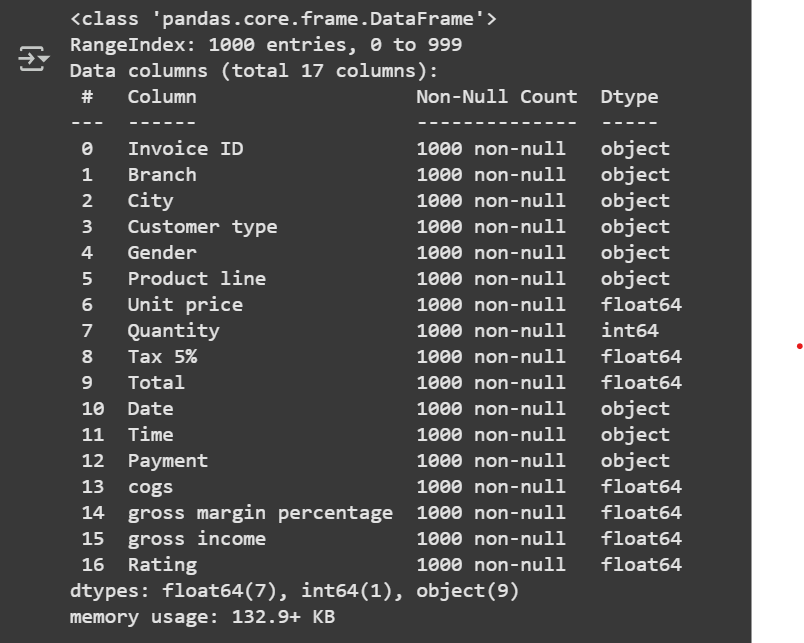 <class 'pandas.core.frame.DataFrame'>
RangeIndex: 1000 entries, 0 to 999
Data columns (total 17 columns):
 #   Column                   Non-Null Count  Dtype
---  ------                   --------------  -----
 0   Invoice ID               1000 non-null   object
 1   Branch                   1000 non-null   object
 2   City                     1000 non-null   object
 3   Customer type            1000 non-null   object
 4   Gender                   1000 non-null   object
 5   Product line             1000 non-null   object
 6   Unit price               1000 non-null   float64
 7   Quantity                 1000 non-null   int64
 8   Tax 5%                   1000 non-null   float64
 9   Total                    1000 non-null   float64
 10  Date                     1000 non-null   object
 11  Time                     1000 non-null   object
 12  Payment                  1000 non-null   object
 13  cogs                     1000 non-null   float64
 14  gross margin percentage  1000 non-null   float64
 15  gross income             1000 non-null   float64
 16  Rating                   1000 non-null   float64
dtypes: float64(7), int64(1), object(9)
memory usage: 132.9+ KB